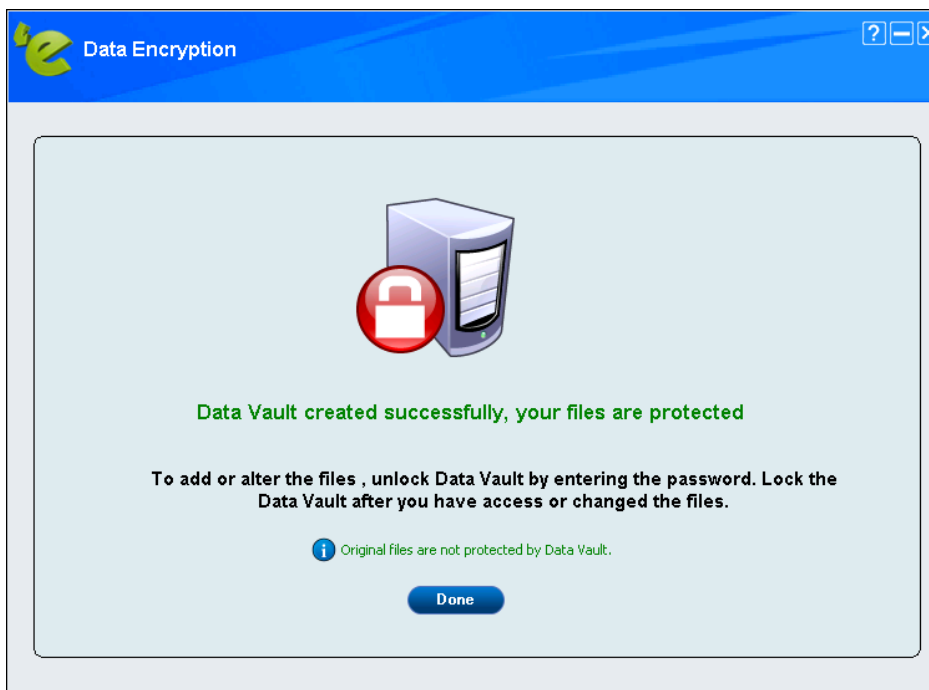 Data Encryption
Data Vault created successfully, your files are protected
To add or alter the files , unlock Data Vault by entering the password. Lock the
Data Vault after you have access or changed the files.
Original files are not protected by Data Vault.
Done